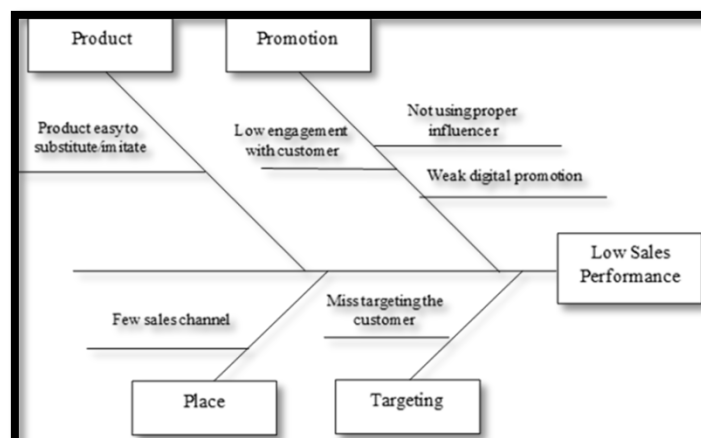 Product
Promotion
Product easy to
substitute/imitate
Low engagement
with customer
Not using proper
influencer
Weak digital promotion
Low Sales
Performance
Few sales channel
Miss targeting the
customer
Place
Targeting